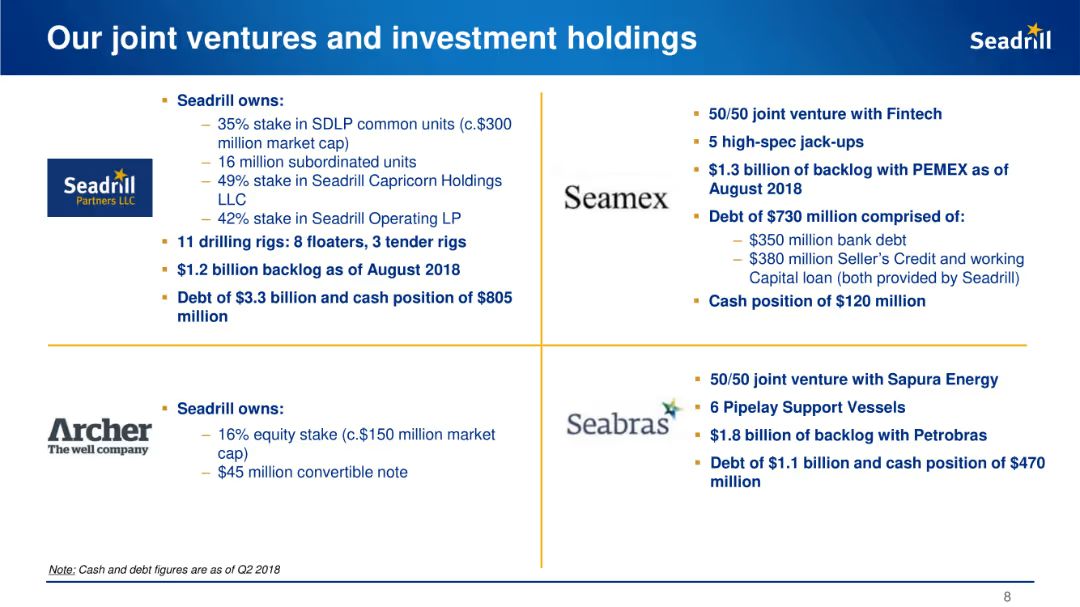 Our joint ventures and investment holdings
Seadrill
Seadrill
Partners LLC
▪ Seadrill owns:
– 35% stake in SDLP common units (c.$300
million market cap)
– 16 million subordinated units
– 49% stake in Seadrill Capricorn Holdings
LLC
– 42% stake in Seadrill Operating LP
▪ 11 drilling rigs: 8 floaters, 3 tender rigs
▪ $1.2 billion backlog as of August 2018
▪ Debt of $3.3 billion and cash position of $805
million
Seamex
▪ 50/50 joint venture with Fintech
▪ 5 high-spec jack-ups
▪ $1.3 billion of backlog with PEMEX as of
August 2018
▪ Debt of $730 million comprised of:
– $350 million bank debt
– $380 million Seller's Credit and working
Capital loan (both provided by Seadrill)
▪ Cash position of $120 million
Archer
The well company
▪ Seadrill owns:
– 16% equity stake (c.$150 million market
cap)
– $45 million convertible note
Seabras
▪ 50/50 joint venture with Sapura Energy
▪ 6 Pipelay Support Vessels
▪ $1.8 billion of backlog with Petrobras
▪ Debt of $1.1 billion and cash position of $470
million
Note: Cash and debt figures are as of Q2 2018
8